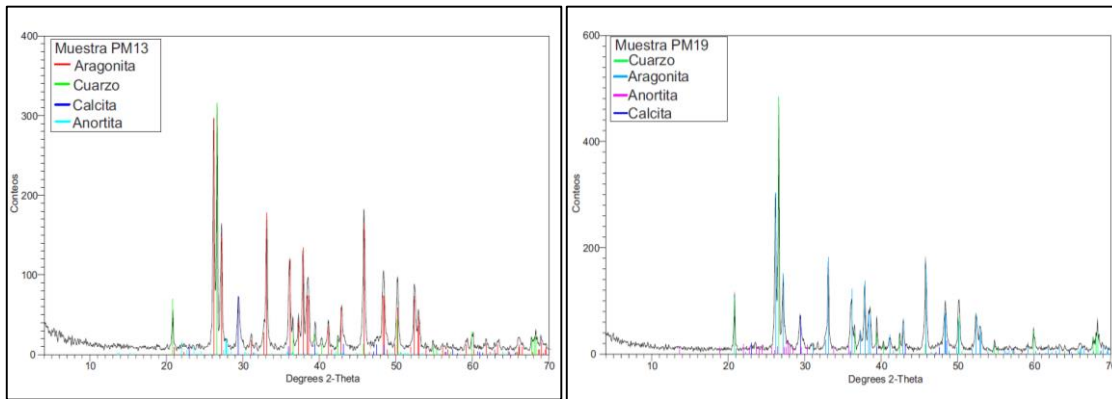 Muestra PM13
Aragonita
Cuarzo
Calcita
Anortita
Conteos
400
300
200
100
0
20
30
40
50
60
70
Degrees 2-Theta
Muestra PM19
Cuarzo
Aragonita
Anortita
Calcita
Conteos
600
400
200
0
10
20
30
40
50
60
70
Degrees 2-Theta